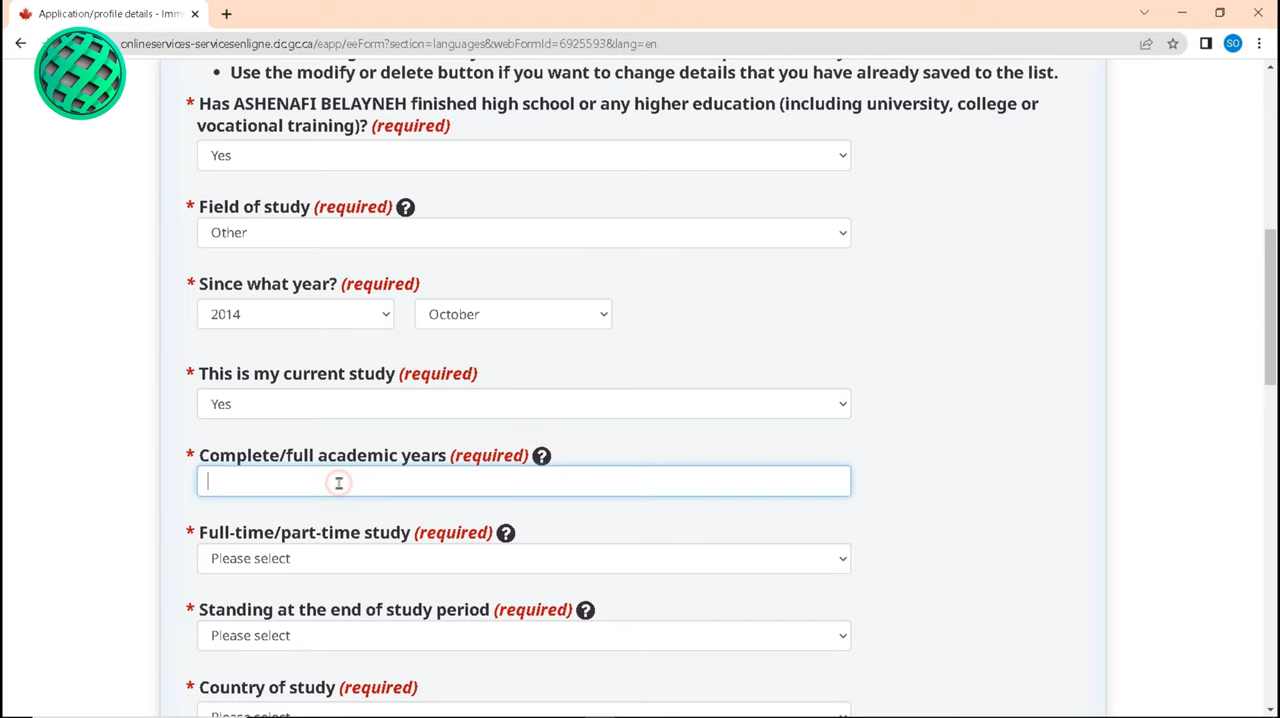 Application/profile details - Imm
SO
onlineservices-servicesenligne.cic.gc.ca/eapp/eeForm?section=languages&webFormId=6925593&lang=en
• Use the modify or delete button if you want to change details that you have already saved to the list.
* Has ASHENAFI BELAYNEH finished high school or any higher education (including university, college or
vocational training)? (required)
Yes
* Field of study (required) ?
Other
* Since what year? (required)
2014 October
* This is my current study (required)
Yes
* Complete/full academic years (required) ?
* Full-time/part-time study (required) ?
Please select
* Standing at the end of study period (required) ?
Please select
* Country of study (required)
Please select